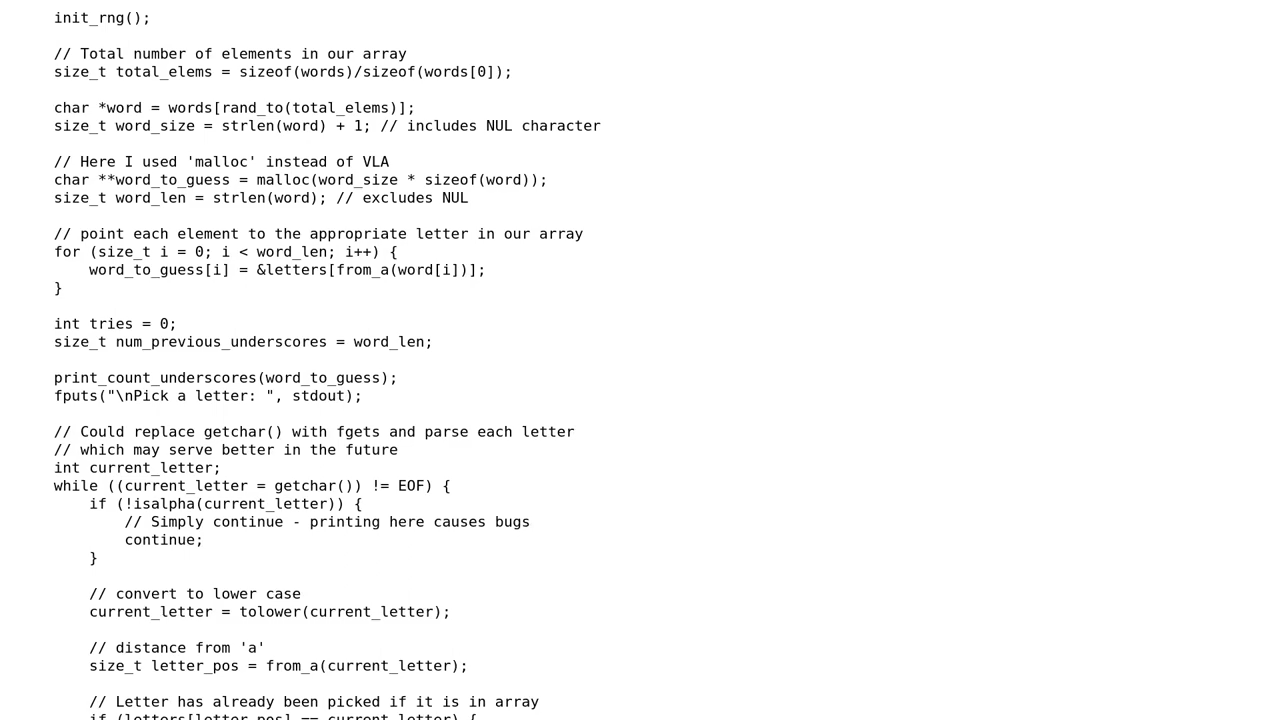 init_rng();

// Total number of elements in our array
size_t total_elems = sizeof(words)/sizeof(words[0]);

char *word = words[rand_to(total_elems)];
size_t word_size = strlen(word) + 1; // includes NUL character

// Here I used 'malloc' instead of VLA
char **word_to_guess = malloc(word_size * sizeof(word));
size_t word_len = strlen(word); // excludes NUL

// point each element to the appropriate letter in our array
for (size_t i = 0; i < word_len; i++) {
    word_to_guess[i] = &letters[from_a(word[i])];
}

int tries = 0;
size_t num_previous_underscores = word_len;

print_count_underscores(word_to_guess);
fputs("\nPick a letter: ", stdout);

// Could replace getchar() with fgets and parse each letter
// which may serve better in the future
int current_letter;
while ((current_letter = getchar()) != EOF) {
    if (!isalpha(current_letter)) {
        // Simply continue - printing here causes bugs
        continue;
    }

    // convert to lower case
    current_letter = tolower(current_letter);

    // distance from 'a'
    size_t letter_pos = from_a(current_letter);

    // Letter has already been picked if it is in array
    if (letters[letter_pos] == current_letter) {